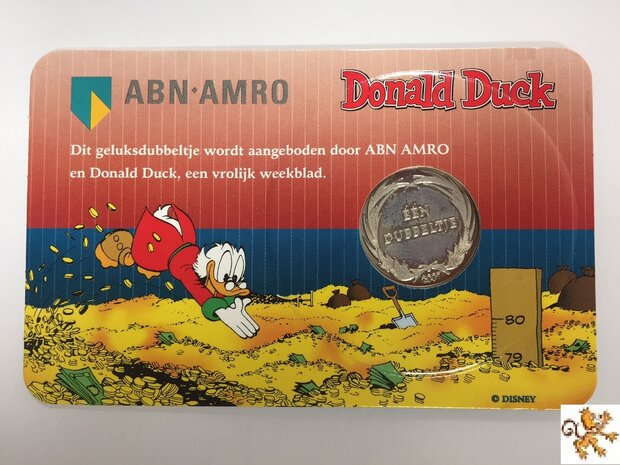 ABN·AMRO
Donald Duck
Dit geluksdubbeltje wordt aangeboden door ABN AMRO
en Donald Duck, een vrolijk weekblad.
EEN
DUBBELTJE
80
79
© DISNEY